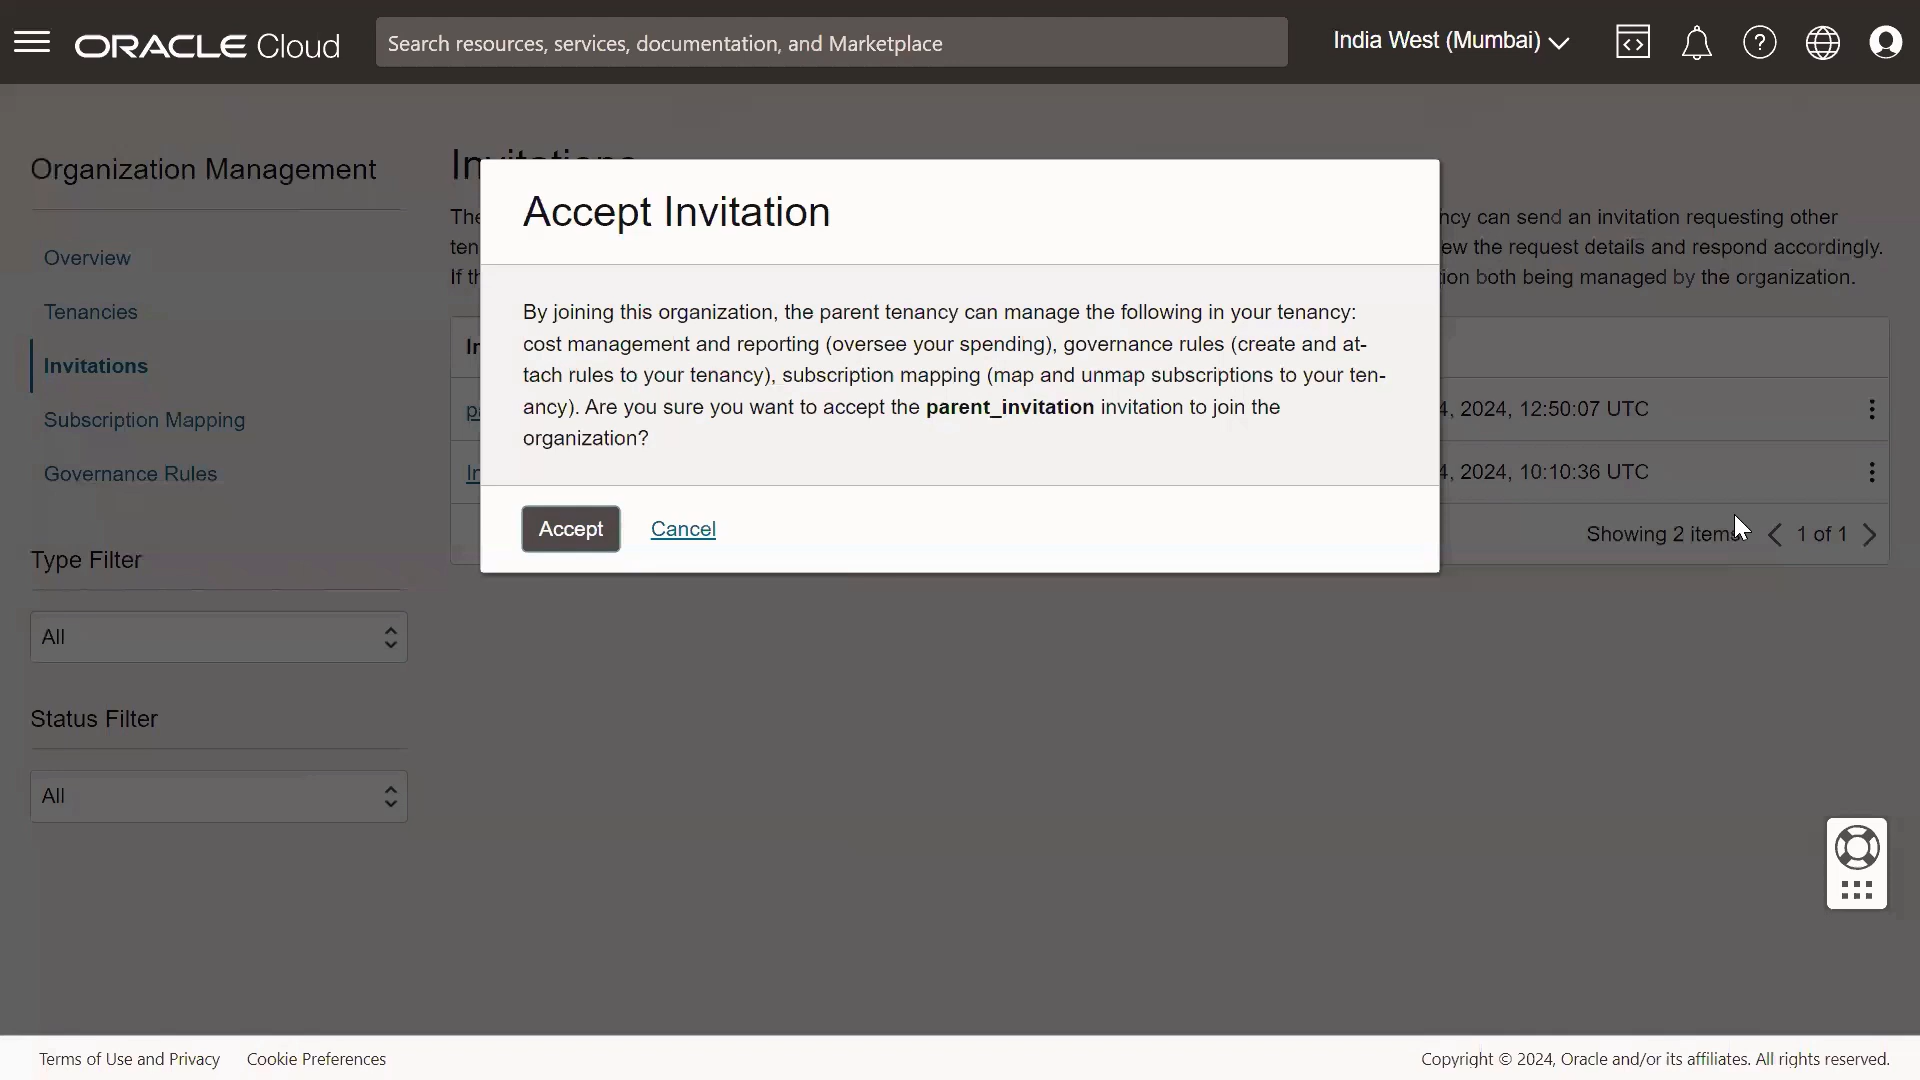 ORACLE Cloud
Search resources, services, documentation, and Marketplace
India West (Mumbai)
Organization Management
Overview
Tenancies
Invitations
Subscription Mapping
Governance Rules
Type Filter
All
Status Filter
All
Invitations
ncy can send an invitation requesting other
ew the request details and respond accordingly.
ion both being managed by the organization.
4, 2024, 12:50:07 UTC
4, 2024, 10:10:36 UTC
Showing 2 items
1 of 1
Accept Invitation
By joining this organization, the parent tenancy can manage the following in your tenancy:
cost management and reporting (oversee your spending), governance rules (create and at-
tach rules to your tenancy), subscription mapping (map and unmap subscriptions to your ten-
ancy). Are you sure you want to accept the parent_invitation invitation to join the
organization?
Accept
Cancel
Terms of Use and Privacy
Cookie Preferences
Copyright © 2024, Oracle and/or its affiliates. All rights reserved.